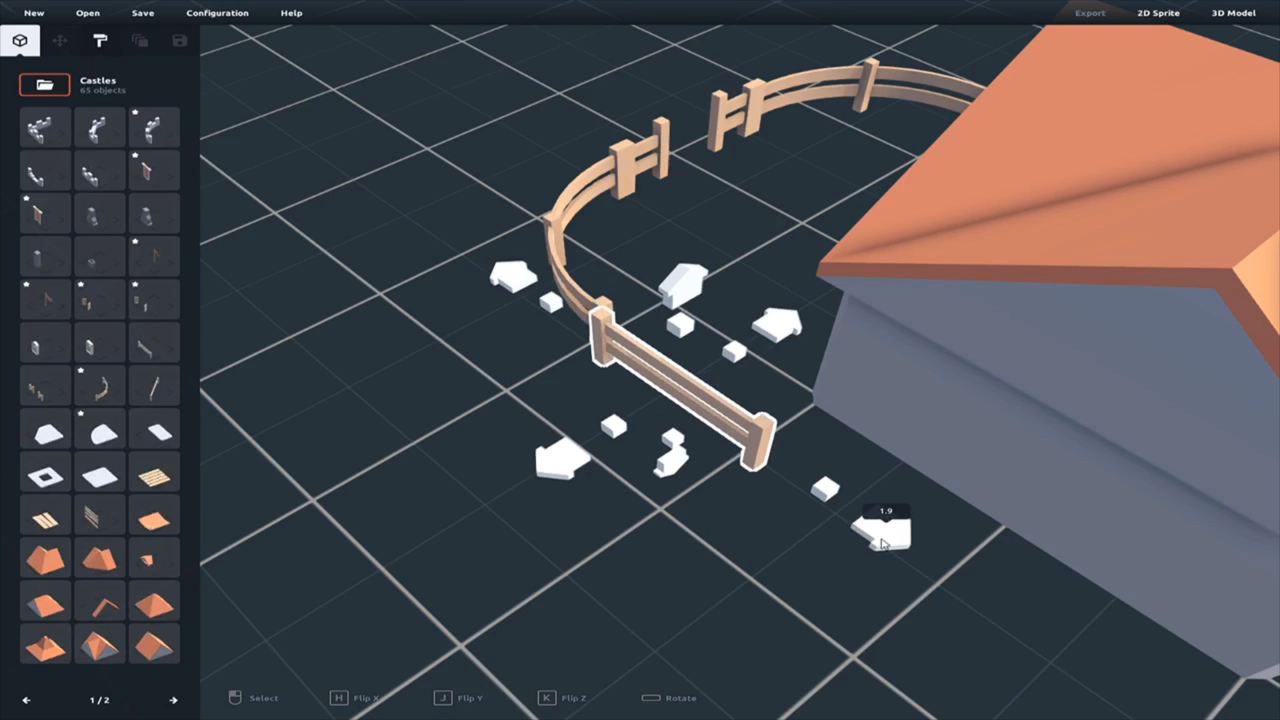 New Open Save Configuration Help Export 2D Sprite 3D Model
Castles
65 objects
1.9
1/2
Select H Flip X J Flip Y K Flip Z Rotate